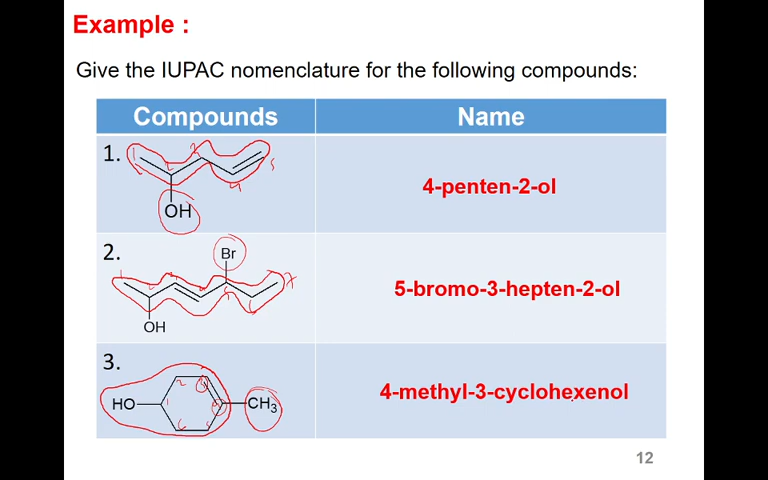 Example :
Give the IUPAC nomenclature for the following compounds:
Compounds Name
1.
OH
4-penten-2-ol
2.
Br
OH
5-bromo-3-hepten-2-ol
3.
HO
CH3
4-methyl-3-cyclohexenol
12